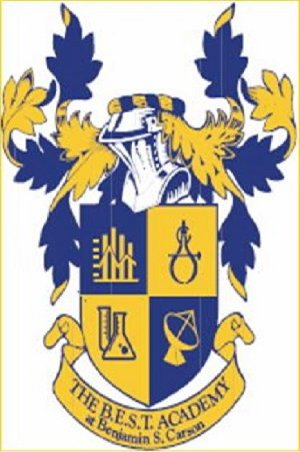 THE B.E.S.T. ACADEMY
at Benjamin S. Carson